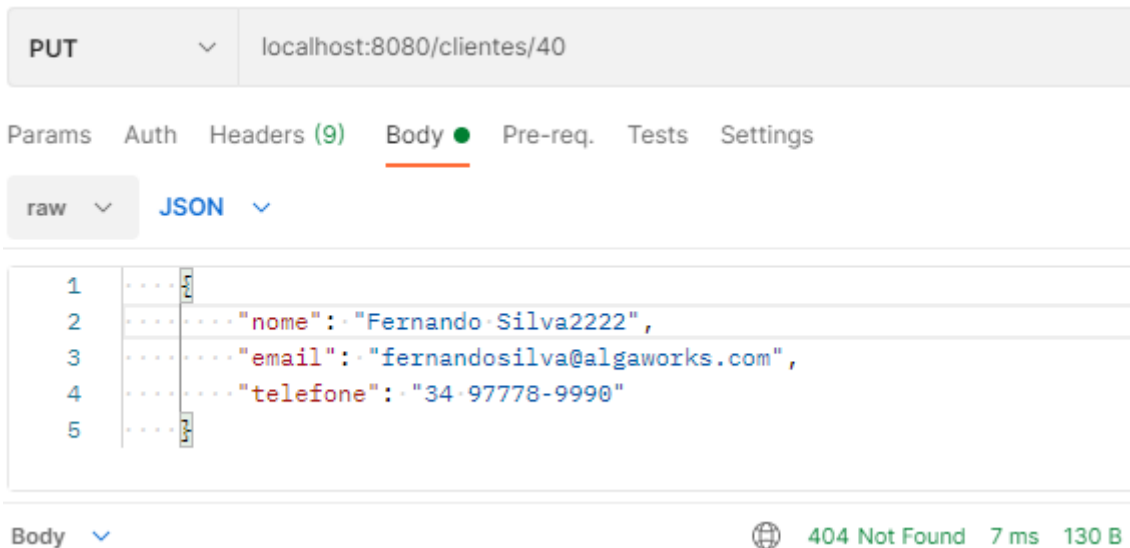 PUT localhost:8080/clientes/40
Params Auth Headers (9) Body Pre-req. Tests Settings
raw JSON
1 {
2 "nome": "Fernando Silva2222",
3 "email": "fernandosilva@algaworks.com",
4 "telefone": "34 97778-9990"
5 }
Body 404 Not Found 7 ms 130 B